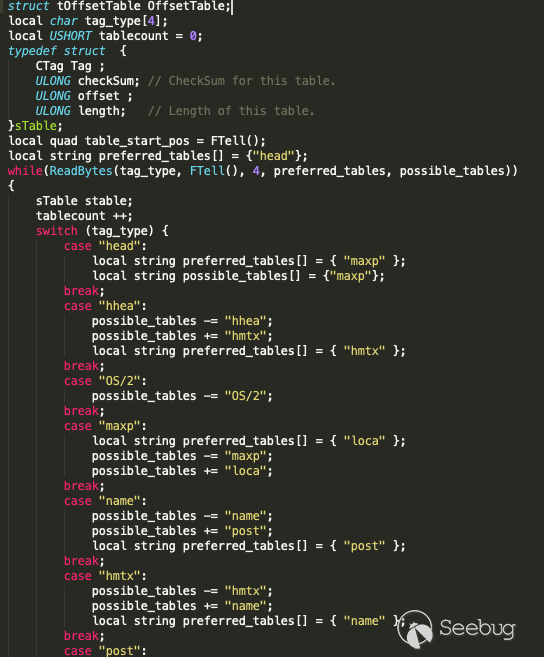 struct tOffsetTable OffsetTable;
local char tag_type[4];
local USHORT tablecount = 0;
typedef struct  {
    CTag Tag ;
    ULONG checkSum; // CheckSum for this table.
    ULONG offset ;
    ULONG length;   // Length of this table.
}sTable;
local quad table_start_pos = FTell();
local string preferred_tables[] = {"head"};
while(ReadBytes(tag_type, FTell(), 4, preferred_tables, possible_tables))
{
    sTable stable;
    tablecount ++;
    switch (tag_type) {
        case "head":
            local string preferred_tables[] = { "maxp" };
            local string possible_tables[] = {"maxp"};
        break;
        case "hhea":
            possible_tables -= "hhea";
            possible_tables += "hmtx";
            local string preferred_tables[] = { "hmtx" };
        break;
        case "OS/2":
            possible_tables -= "OS/2";
        break;
        case "maxp":
            local string preferred_tables[] = { "loca" };
            possible_tables -= "maxp";
            possible_tables += "loca";
        break;
        case "name":
            possible_tables -= "name";
            possible_tables += "post";
            local string preferred_tables[] = { "post" };
        break;
        case "hmtx":
            possible_tables -= "hmtx";
            possible_tables += "name";
            local string preferred_tables[] = { "name" };
        break;
        case "post":
Seebug